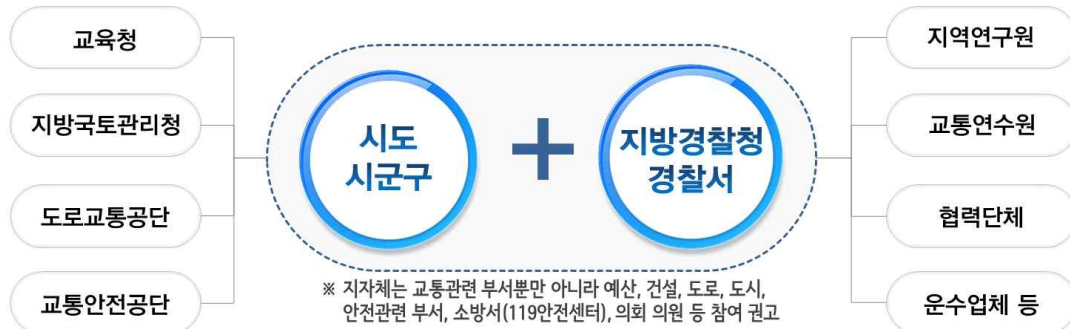 교육청
지방국토관리청
도로교통공단
교통안전공단
시도
시군구
+
지방경찰청
경찰서
※ 지자체는 교통관련 부서뿐만 아니라 예산, 건설, 도로, 도시,
안전관련 부서, 소방서(119안전센터), 의회 의원 등 참여 권고
지역연구원
교통연수원
협력단체
운수업체 등